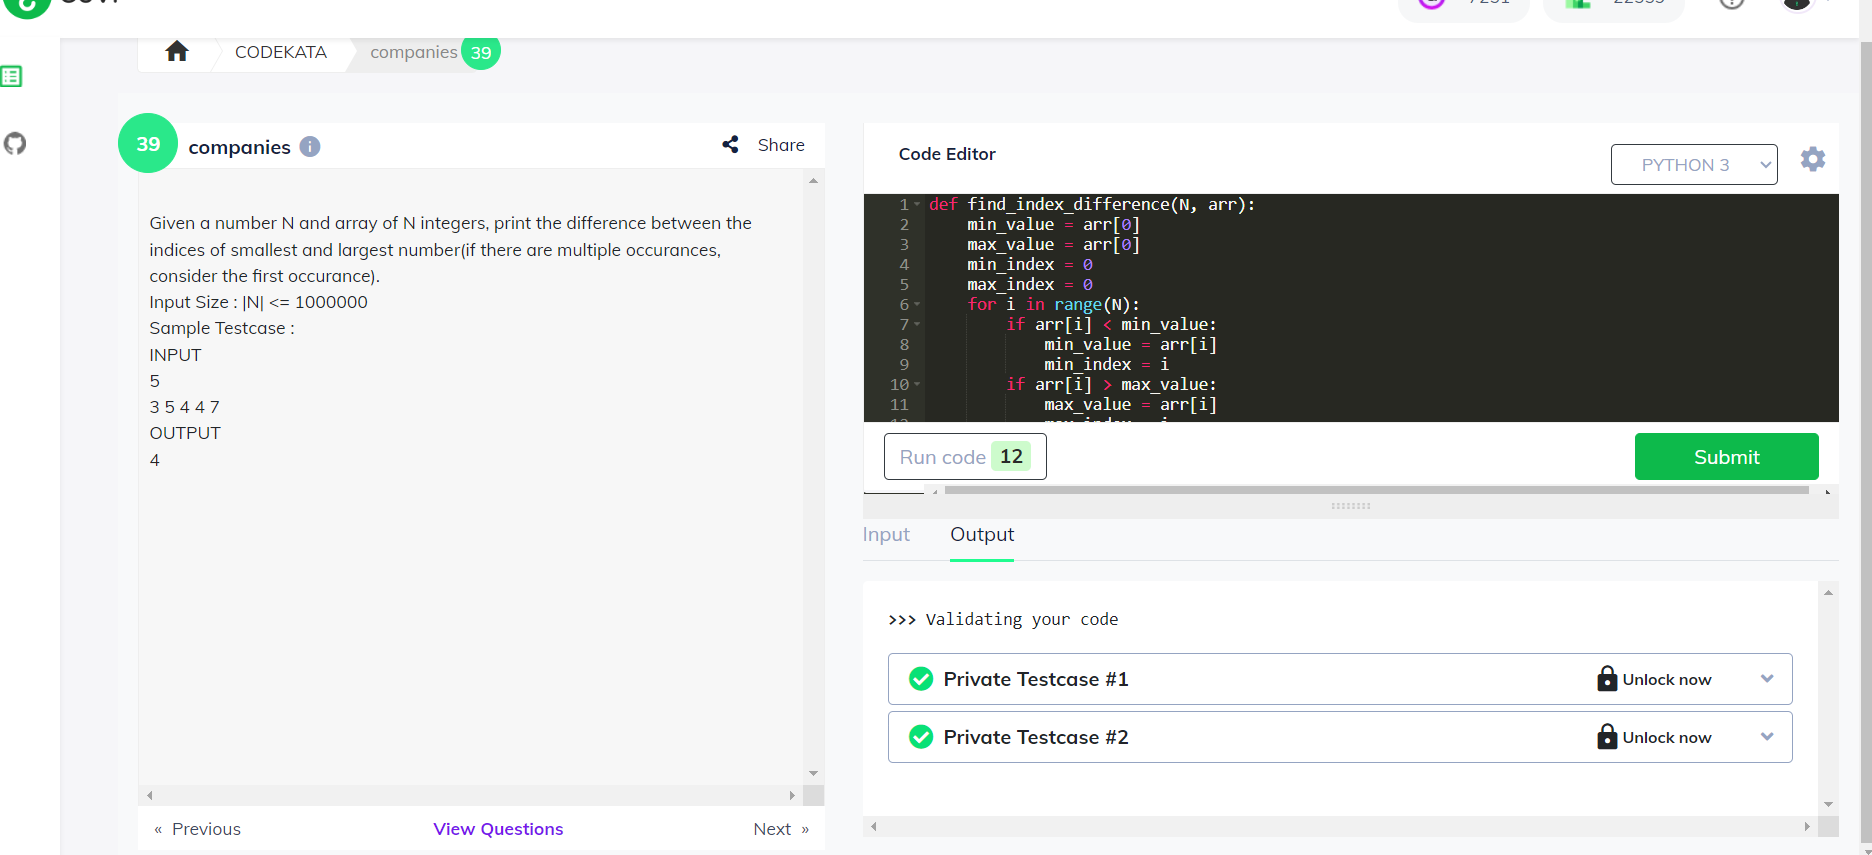 CODEKATA
companies 39
39
companies
Share
Given a number N and array of N integers, print the difference between the
indices of smallest and largest number(if there are multiple occurances,
consider the first occurance).
Input Size : |N| <= 1000000
Sample Testcase :
INPUT
5
3 5 4 4 7
OUTPUT
4
« Previous
View Questions
Next »
Code Editor
PYTHON 3
1 def find_index_difference(N, arr):
2 min_value = arr[0]
3 max_value = arr[0]
4 min_index = 0
5 max_index = 0
6 for i in range(N):
7 if arr[i] < min_value:
8 min_value = arr[i]
9 min_index = i
10 if arr[i] > max_value:
11 max_value = arr[i]
Run code 12
Submit
Input
Output
>>> Validating your code
Private Testcase #1
Unlock now
Private Testcase #2
Unlock now